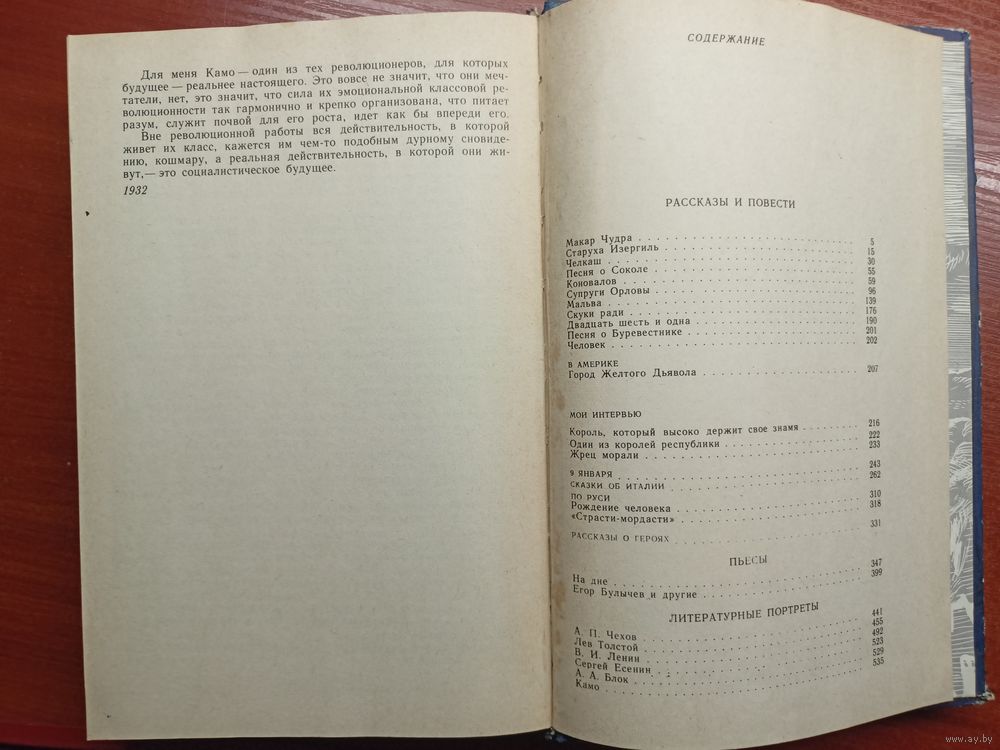 Для меня Камо — один из тех революционеров, для которых
будущее — реальнее настоящего. Это вовсе не значит, что они меч-
татели, нет, это значит, что сила их эмоциональной классовой ре-
волюционности так гармонично и крепко организована, что питает
разум, служит почвой для его роста, идет как бы впереди его.
Вне революционной работы вся действительность, в которой
живет их класс, кажется им чем-то подобным дурному сновиде-
нию, кошмару, а реальная действительность, в которой они жи-
вут,— это социалистическое будущее.
1932
СОДЕРЖАНИЕ
РАССКАЗЫ И ПОВЕСТИ
Макар Чудра . . . . . . . . . . 5
Старуха Изергиль . . . . . . . . . . 15
Челкаш . . . . . . . . . . 30
Песня о Соколе . . . . . . . . . . 55
Коновалов . . . . . . . . . . 59
Супруги Орловы . . . . . . . . . . 96
Мальва . . . . . . . . . . 139
Скуки ради . . . . . . . . . . 176
Двадцать шесть и одна . . . . . . . . . . 190
Песня о Буревестнике . . . . . . . . . . 201
Человек . . . . . . . . . . 202
В АМЕРИКЕ
Город Желтого Дьявола . . . . . . . . . . 207
МОИ ИНТЕРВЬЮ
Король, который высоко держит свое знамя . . . . . 216
Один из королей республики . . . . . . . . . . 222
Жрец морали . . . . . . . . . . 233
9 ЯНВАРЯ . . . . . . . . . . 243
СКАЗКИ ОБ ИТАЛИИ . . . . . . . . . . 262
ПО РУСИ
Рождение человека . . . . . . . . . . 310
«Страсти-мордасти» . . . . . . . . . . 318
РАССКАЗЫ О ГЕРОЯХ . . . . . . . . . . 331
ПЬЕСЫ
На дне . . . . . . . . . . 347
Егор Булычев и другие . . . . . . . . . . 399
ЛИТЕРАТУРНЫЕ ПОРТРЕТЫ
А. П. Чехов . . . . . . . . . . 441
Лев Толстой . . . . . . . . . . 455
В. И. Ленин . . . . . . . . . . 492
Сергей Есенин . . . . . . . . . . 523
А. А. Блок . . . . . . . . . . 529
Камо . . . . . . . . . . 535
www.ay.by